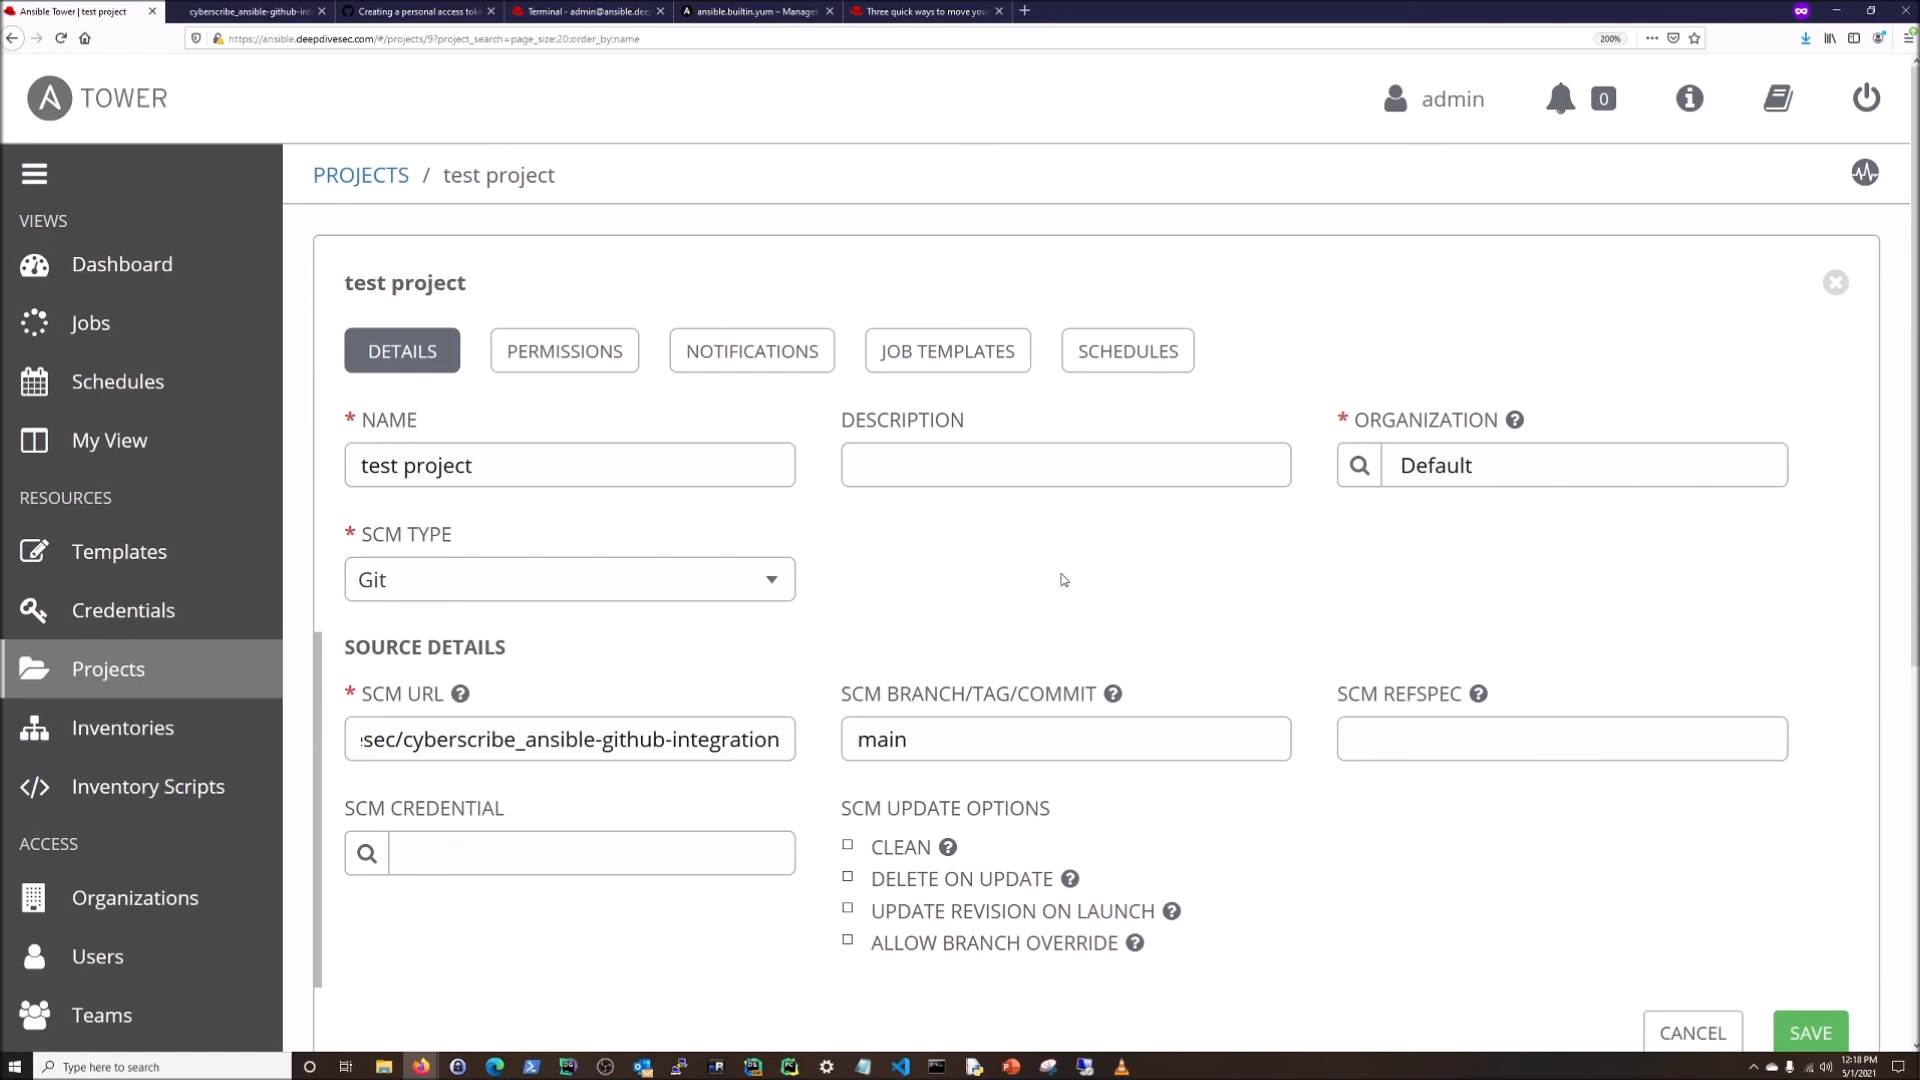 Ansible Tower | test project
cyberscribe_ansible-github-int
Creating a personal access tok
Terminal - admin@ansible.dee
ansible.builtin.yum – Manage
Three quick ways to move you
https://ansible.deepdivesec.com/#/projects/9?project_search=page_size:20;order_by:name
200%
A TOWER
admin
0
VIEWS
Dashboard
Jobs
Schedules
My View
RESOURCES
Templates
Credentials
Projects
Inventories
Inventory Scripts
ACCESS
Organizations
Users
Teams
PROJECTS / test project
test project
DETAILS
PERMISSIONS
NOTIFICATIONS
JOB TEMPLATES
SCHEDULES
* NAME
DESCRIPTION
* ORGANIZATION ?
test project
Default
* SCM TYPE
Git
SOURCE DETAILS
* SCM URL ?
SCM BRANCH/TAG/COMMIT ?
SCM REFSPEC ?
sec/cyberscribe_ansible-github-integration
main
SCM CREDENTIAL
SCM UPDATE OPTIONS
CLEAN ?
DELETE ON UPDATE ?
UPDATE REVISION ON LAUNCH ?
ALLOW BRANCH OVERRIDE ?
CANCEL
SAVE
Type here to search
12:18 PM
5/1/2021